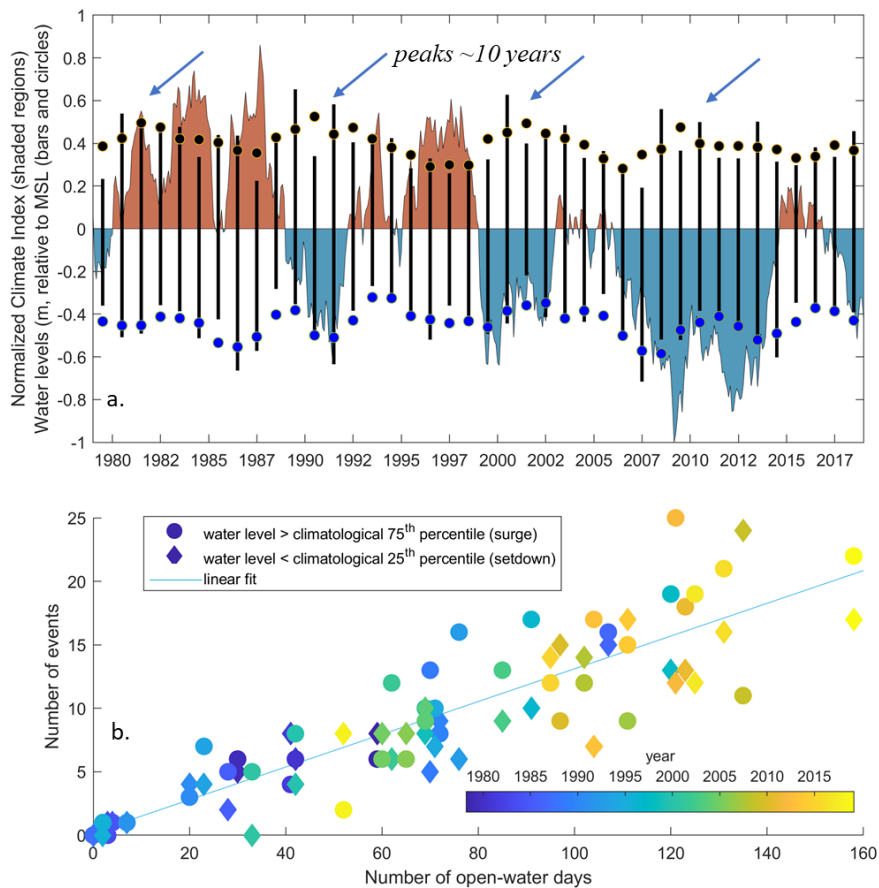 peaks ~10 years
Normalized Climate Index (shaded regions)
Water levels (m, relative to MSL (bars and circles)
1
0.8
0.6
0.4
0.2
0
-0.2
-0.4
-0.6
-0.8
-1
a.
1980 1982 1985 1987 1990 1992 1995 1997 2000 2002 2005 2007 2010 2012 2015 2017
water level > climatological 75th percentile (surge)
water level < climatological 25th percentile (setdown)
linear fit
Number of events
25
20
15
10
5
0
b.
year
1980 1985 1990 1995 2000 2005 2010 2015
0 20 40 60 80 100 120 140 160
Number of open-water days